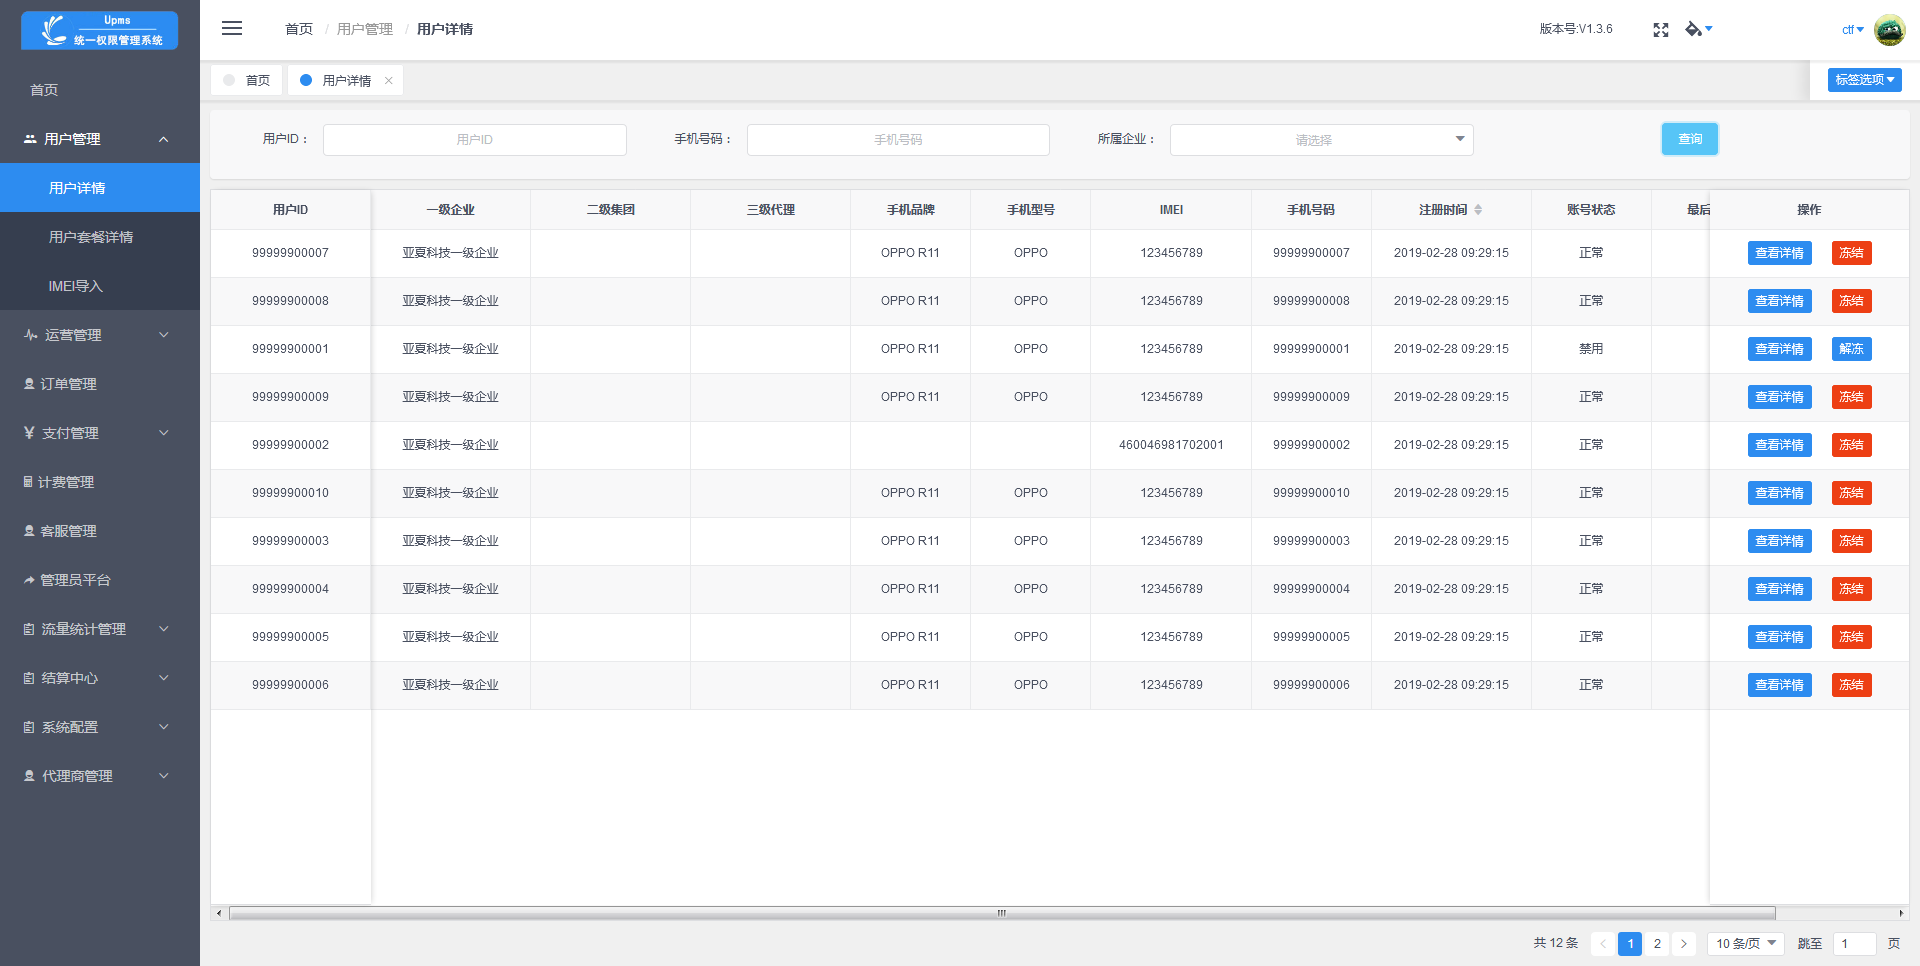 Upms
统一权限管理系统
首页 / 用户管理 / 用户详情
版本号:V1.3.6
ctf
首页
用户管理
用户详情
用户套餐详情
IMEI导入
运营管理
订单管理
支付管理
计费管理
客服管理
管理员平台
流量统计管理
结算中心
系统配置
代理商管理
首页 用户详情
标签选项
用户ID： 用户ID 手机号码： 手机号码 所属企业： 请选择 查询
用户ID 一级企业 二级集团 三级代理 手机品牌 手机型号 IMEI 手机号码 注册时间 账号状态 最后 操作
99999900007 亚夏科技一级企业 OPPO R11 OPPO 123456789 99999900007 2019-02-28 09:29:15 正常 查看详情 冻结
99999900008 亚夏科技一级企业 OPPO R11 OPPO 123456789 99999900008 2019-02-28 09:29:15 正常 查看详情 冻结
99999900001 亚夏科技一级企业 OPPO R11 OPPO 123456789 99999900001 2019-02-28 09:29:15 禁用 查看详情 解冻
99999900009 亚夏科技一级企业 OPPO R11 OPPO 123456789 99999900009 2019-02-28 09:29:15 正常 查看详情 冻结
99999900002 亚夏科技一级企业 460046981702001 99999900002 2019-02-28 09:29:15 正常 查看详情 冻结
99999900010 亚夏科技一级企业 OPPO R11 OPPO 123456789 99999900010 2019-02-28 09:29:15 正常 查看详情 冻结
99999900003 亚夏科技一级企业 OPPO R11 OPPO 123456789 99999900003 2019-02-28 09:29:15 正常 查看详情 冻结
99999900004 亚夏科技一级企业 OPPO R11 OPPO 123456789 99999900004 2019-02-28 09:29:15 正常 查看详情 冻结
99999900005 亚夏科技一级企业 OPPO R11 OPPO 123456789 99999900005 2019-02-28 09:29:15 正常 查看详情 冻结
99999900006 亚夏科技一级企业 OPPO R11 OPPO 123456789 99999900006 2019-02-28 09:29:15 正常 查看详情 冻结
共 12 条 1 2 10 条/页 跳至 1 页